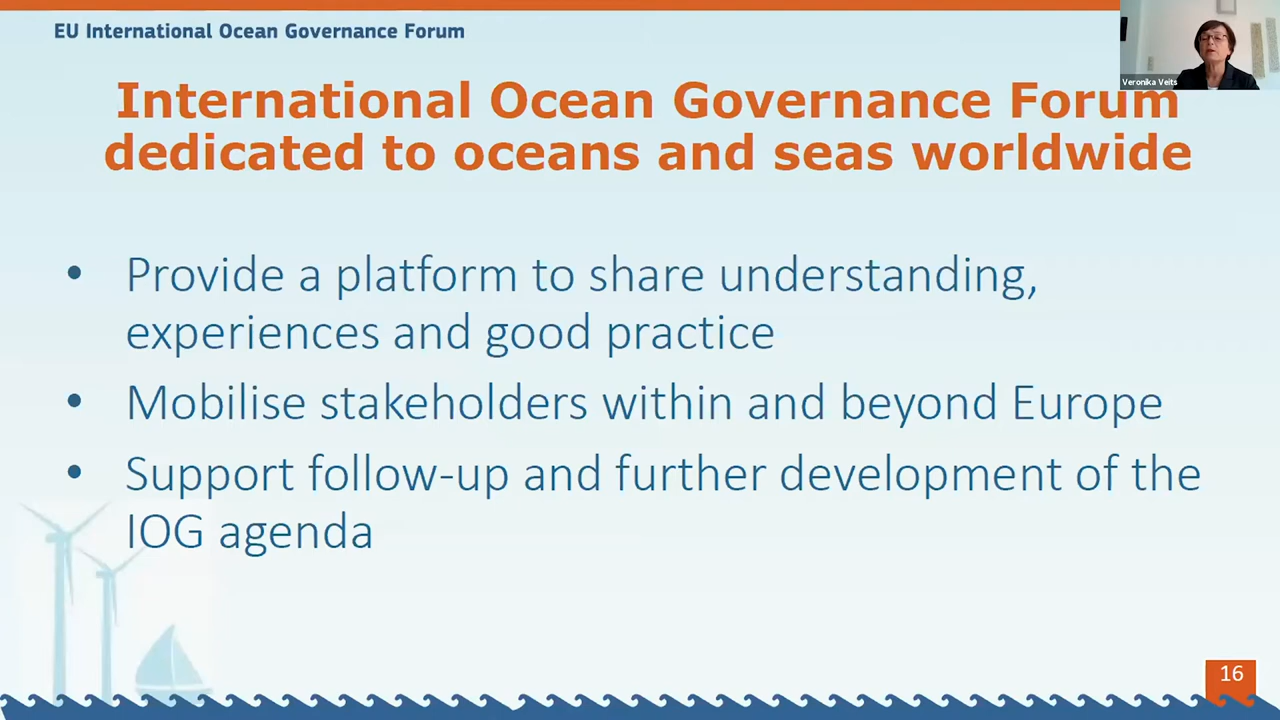 EU International Ocean Governance Forum
Veronika Veits
International Ocean Governance Forum
dedicated to oceans and seas worldwide
• Provide a platform to share understanding,
experiences and good practice
• Mobilise stakeholders within and beyond Europe
• Support follow-up and further development of the
IOG agenda
16